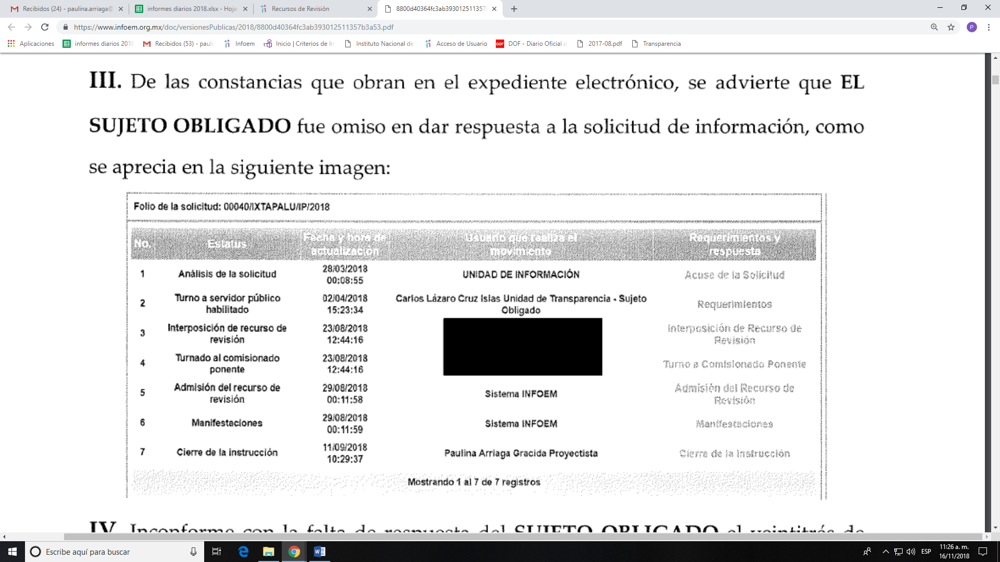 Recibidos (24) - paulina.arriaga@
informes diarios 2018.xlsx - Hoja
Recursos de Revisión
8800d40364fc3ab393012511357
https://www.infoem.org.mx/doc/versionesPublicas/2018/8800d40364fc3ab393012511357b3a53.pdf
P
Aplicaciones
informes diarios 2018
Recibidos (53) - pauli
Infoem
Inicio | Criterios de In
Instituto Nacional de
Acceso de Usuario
DOF
DOF - Diario Oficial d
2017-08.pdf
Transparencia
III. De las constancias que obran en el expediente electrónico, se advierte que EL
SUJETO OBLIGADO fue omiso en dar respuesta a la solicitud de información, como
se aprecia en la siguiente imagen:
Folio de la solicitud: 00040/IXTAPALU/IP/2018
No. Estatus Fecha y hora de actualización Usuario que realiza el movimiento Requerimientos y respuesta
1 Análisis de la solicitud 28/03/2018 00:08:55 UNIDAD DE INFORMACIÓN Acuse de la Solicitud
2 Turno a servidor público habilitado 02/04/2018 15:23:34 Carlos Lázaro Cruz Islas Unidad de Transparencia - Sujeto Obligado Requerimientos
3 Interposición de recurso de revisión 23/08/2018 12:44:16 Interposición de Recurso de Revisión
4 Turnado al comisionado ponente 23/08/2018 12:44:16 Turno a Comisionado Ponente
5 Admisión del recurso de revisión 29/08/2018 00:11:58 Sistema INFOEM Admisión del Recurso de Revisión
6 Manifestaciones 29/08/2018 00:11:59 Sistema INFOEM Manifestaciones
7 Cierre de la instrucción 11/09/2018 10:29:37 Paulina Arriaga Gracida Proyectista Cierre de la Instrucción
Mostrando 1 al 7 de 7 registros
IV. Inconforme con la falta de respuesta del SUJETO OBLIGADO el veintitrés de
Escribe aquí para buscar
ESP
11:26 a. m.
16/11/2018